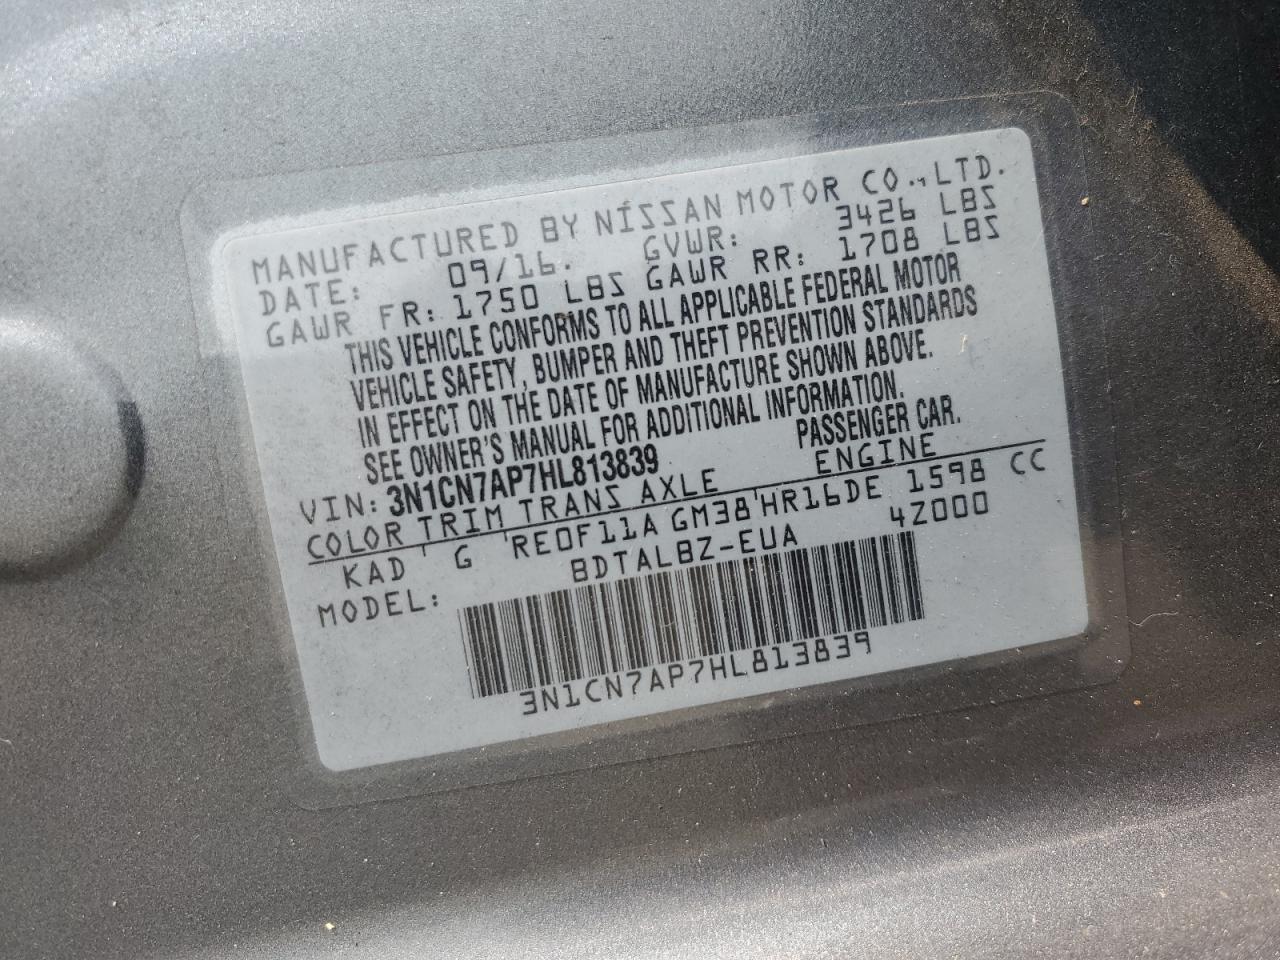 MANUFACTURED BY NISSAN MOTOR CO., LTD.
DATE: 09/16. GVWR: 3426 LBS
GAWR FR: 1750 LBS GAWR RR: 1708 LBS
THIS VEHICLE CONFORMS TO ALL APPLICABLE FEDERAL MOTOR
VEHICLE SAFETY, BUMPER AND THEFT PREVENTION STANDARDS
IN EFFECT ON THE DATE OF MANUFACTURE SHOWN ABOVE.
SEE OWNER'S MANUAL FOR ADDITIONAL INFORMATION.
VIN: 3N1CN7AP7HL813839 PASSENGER CAR.
COLOR TRIM TRANS AXLE ENGINE
KAD ' G ' RE0F11A GM38 ' HR16DE 1598 CC
MODEL: BDTALBZ-EUA 4Z000
3N1CN7AP7HL813839